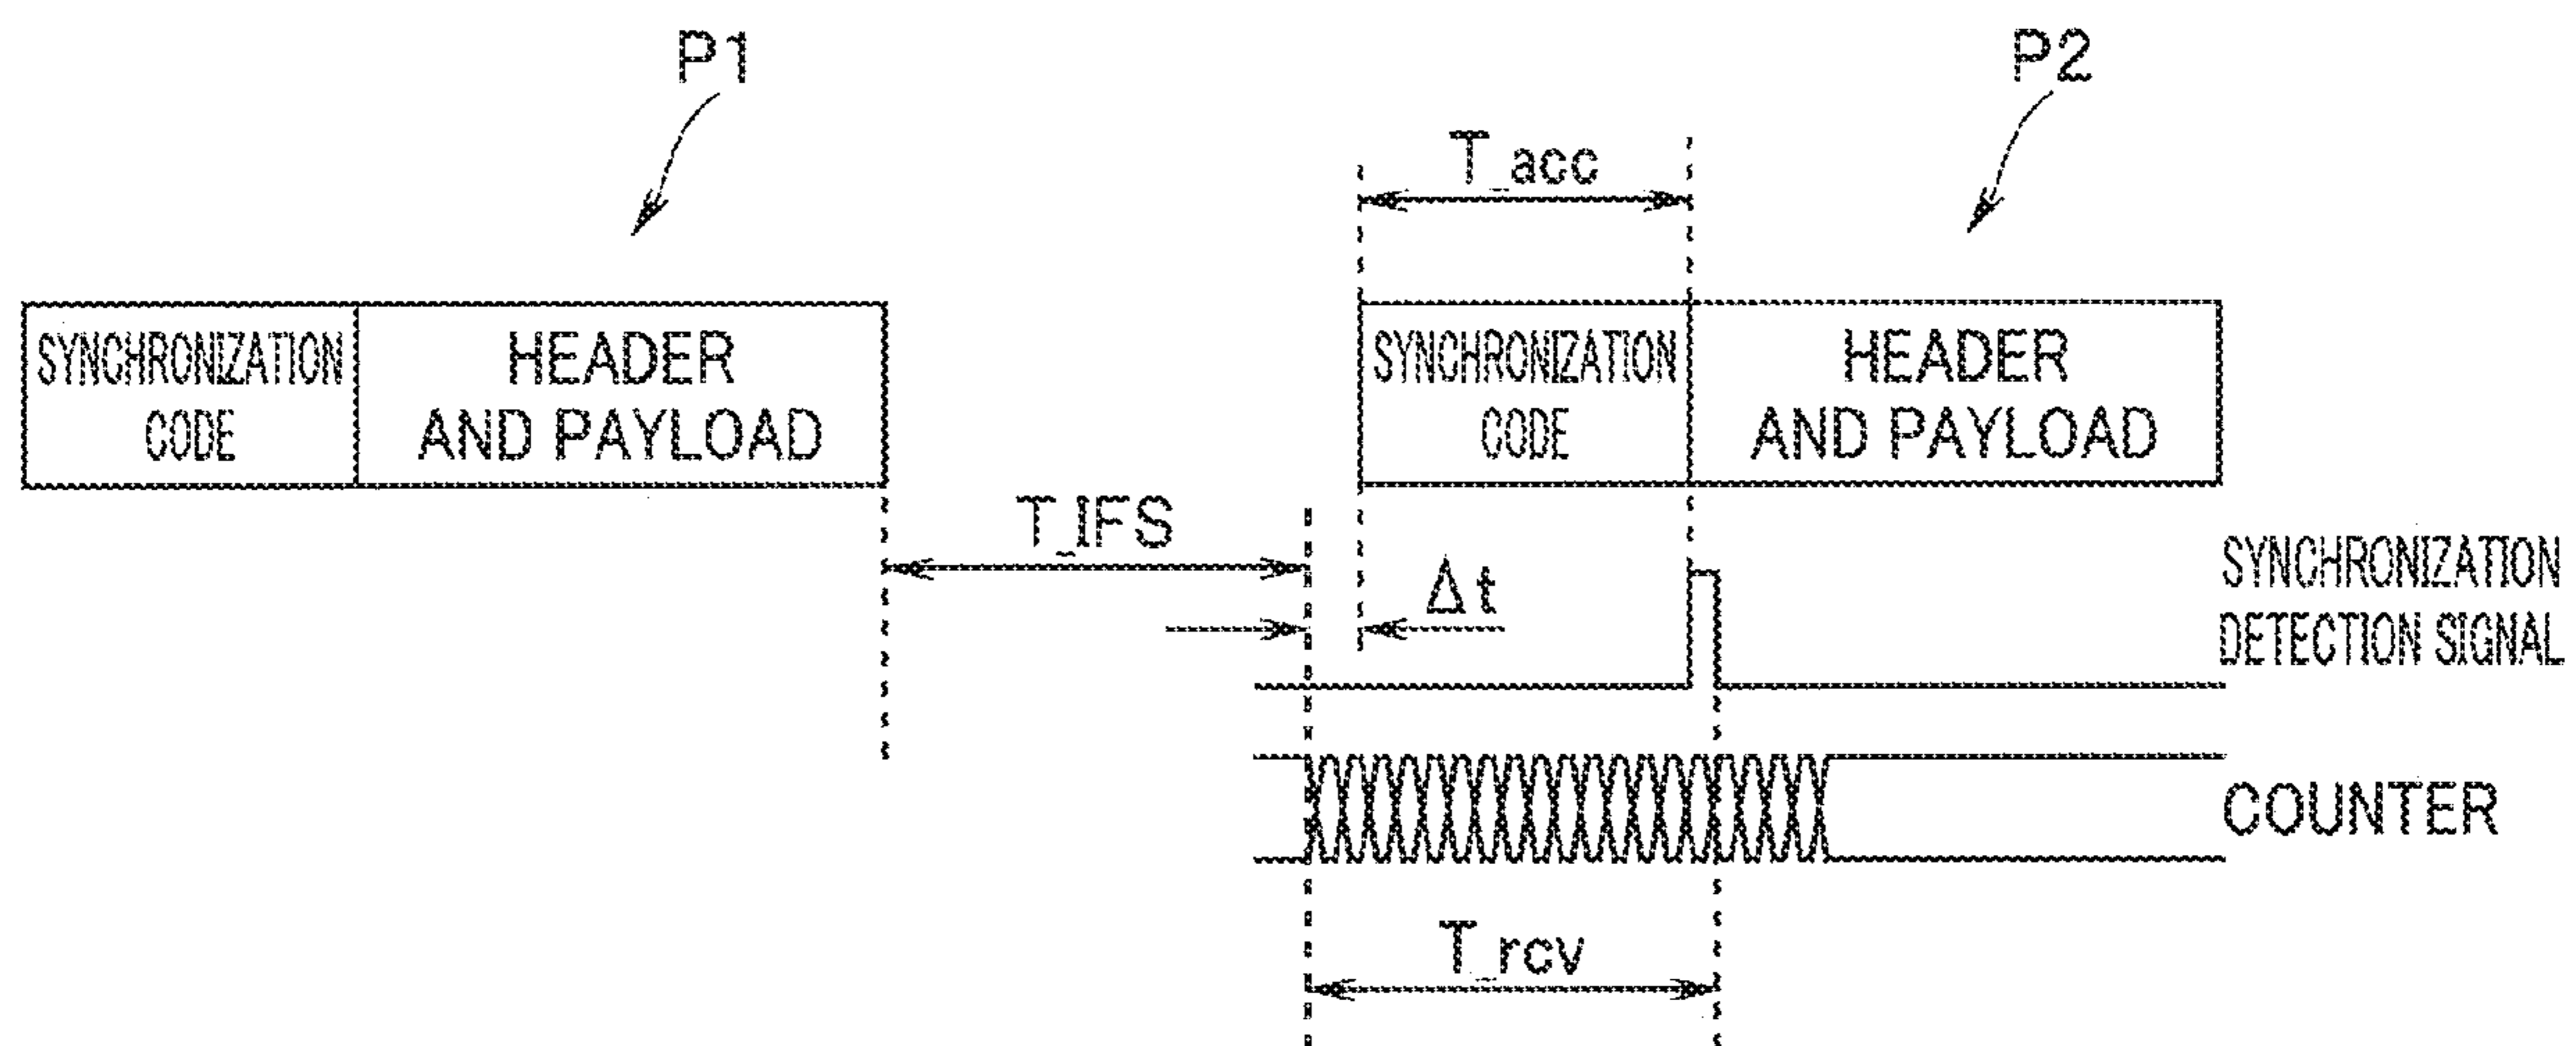 P1
P2
T_acc
SYNCHRONIZATION
CODE
HEADER
AND PAYLOAD
SYNCHRONIZATION
CODE
HEADER
AND PAYLOAD
T_IFS
Δt
SYNCHRONIZATION
DETECTION SIGNAL
COUNTER
T_rcv